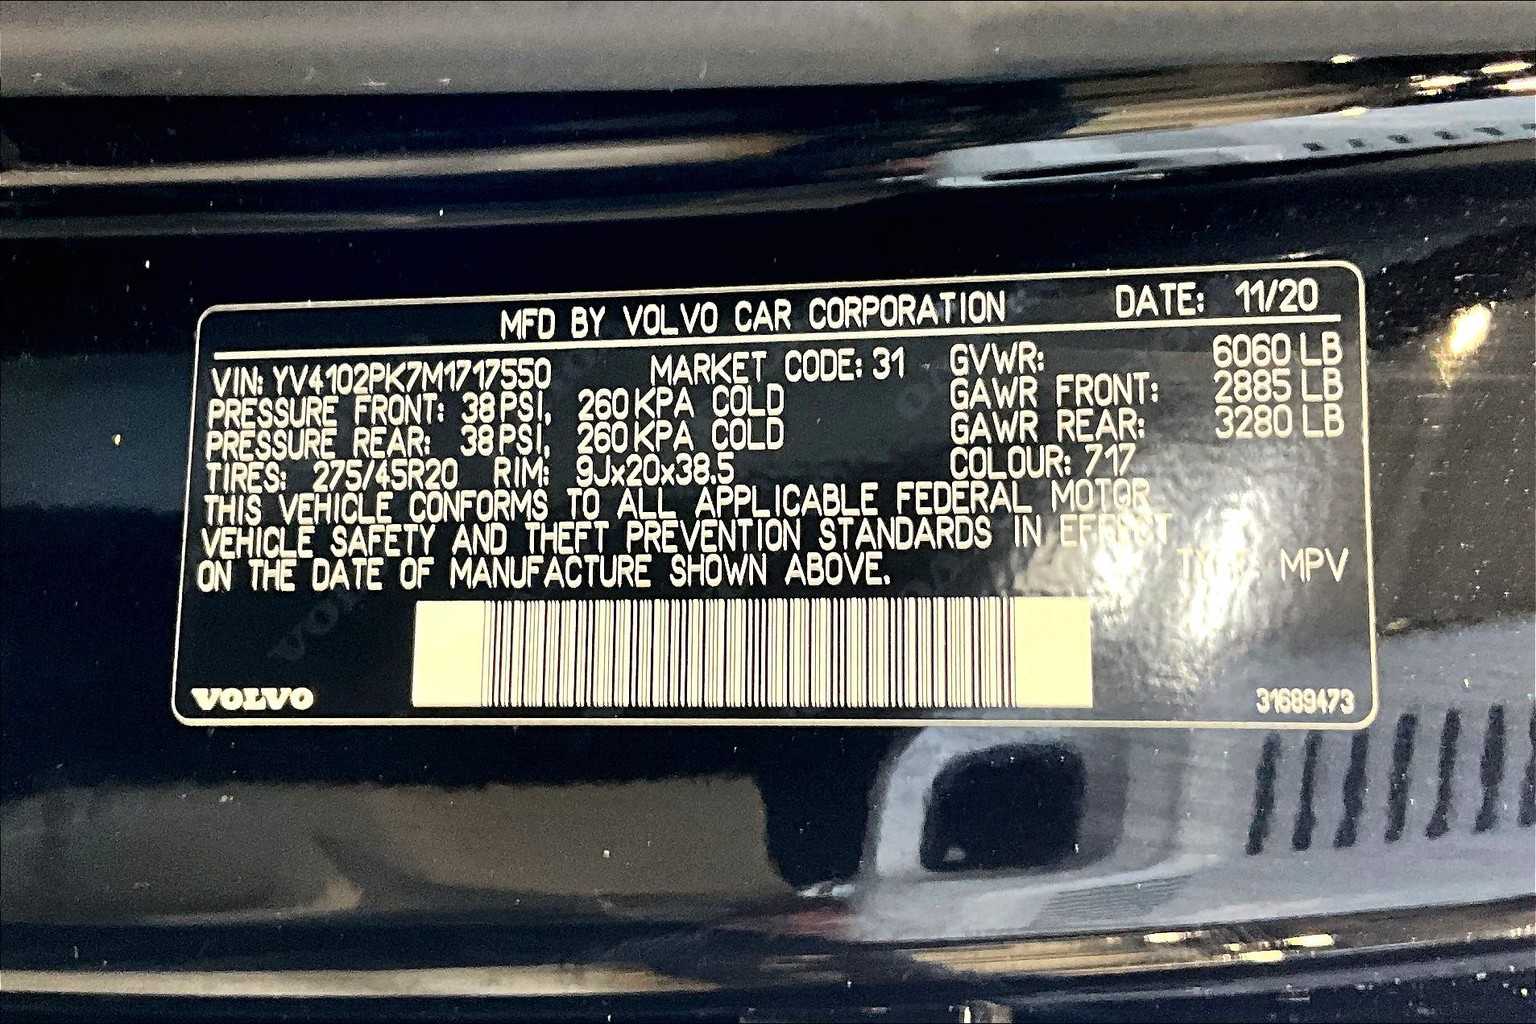 MFD BY VOLVO CAR CORPORATION DATE: 11/20
VIN: YV4102PK7M1717550 MARKET CODE: 31 GVWR: 6060 LB
PRESSURE FRONT: 38 PSI, 260 KPA COLD GAWR FRONT: 2885 LB
PRESSURE REAR: 38 PSI, 260 KPA COLD GAWR REAR: 3280 LB
TIRES: 275/45R20 RIM: 9Jx20x38.5 COLOUR: 717
THIS VEHICLE CONFORMS TO ALL APPLICABLE FEDERAL MOTOR
VEHICLE SAFETY AND THEFT PREVENTION STANDARDS IN EFFECT
ON THE DATE OF MANUFACTURE SHOWN ABOVE. TYPE: MPV
VOLVO 31689473